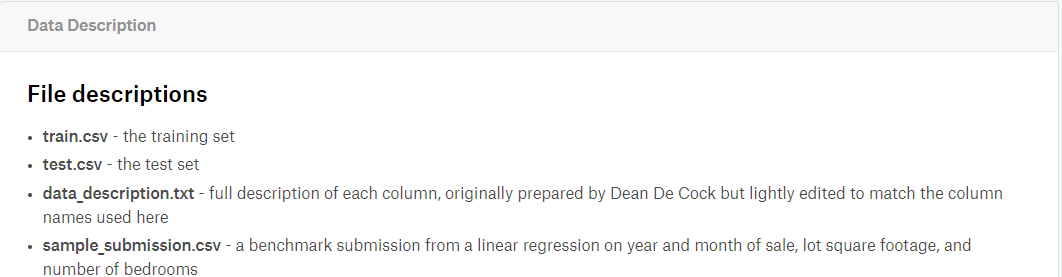 Data Description
File descriptions
• train.csv - the training set
• test.csv - the test set
• data_description.txt - full description of each column, originally prepared by Dean De Cock but lightly edited to match the column
names used here
• sample_submission.csv - a benchmark submission from a linear regression on year and month of sale, lot square footage, and
number of bedrooms